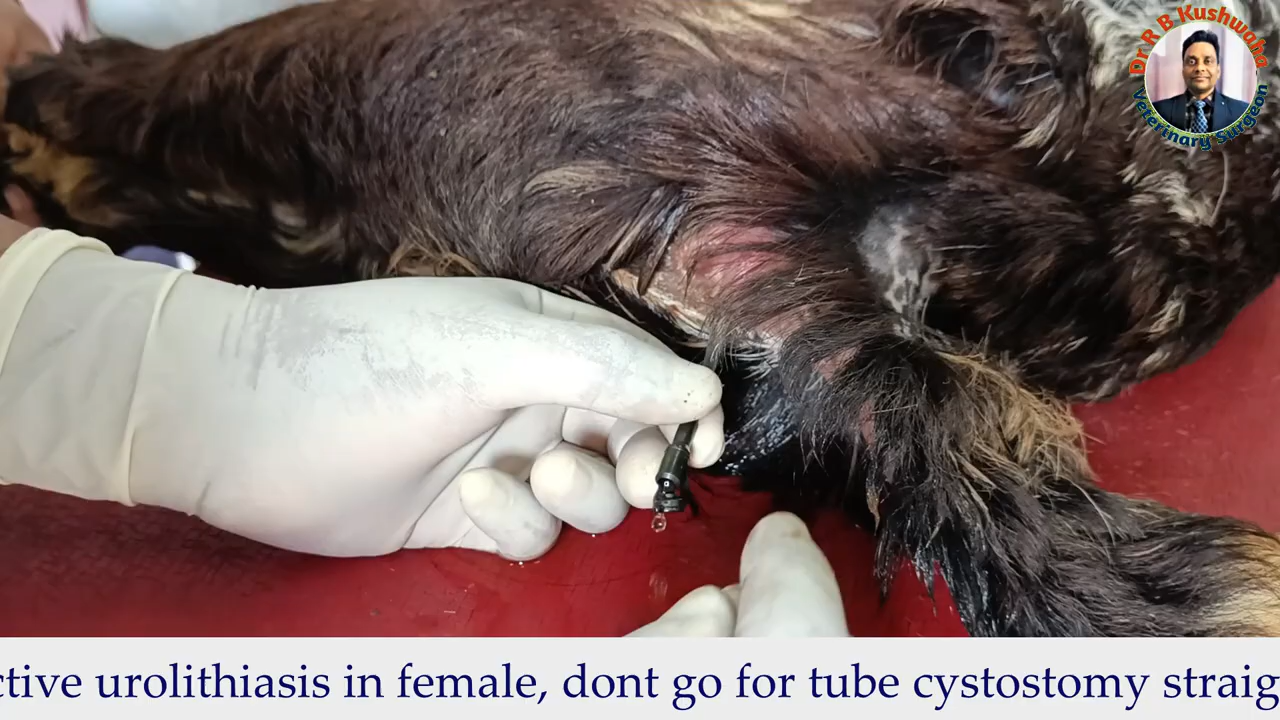 Dr R B Kushwaha
Veterinary Surgeon
ctive urolithiasis in female, dont go for tube cystostomy straig